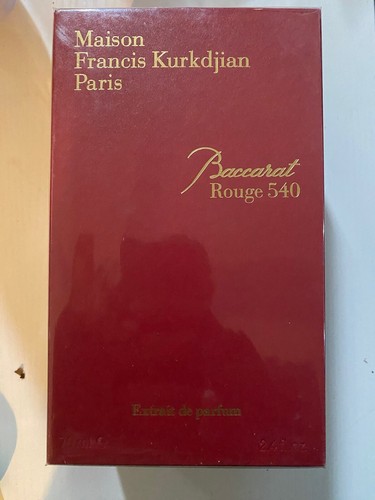 Maison
Francis Kurkdjian
Paris
Baccarat
Rouge 540
Extrait de parfum